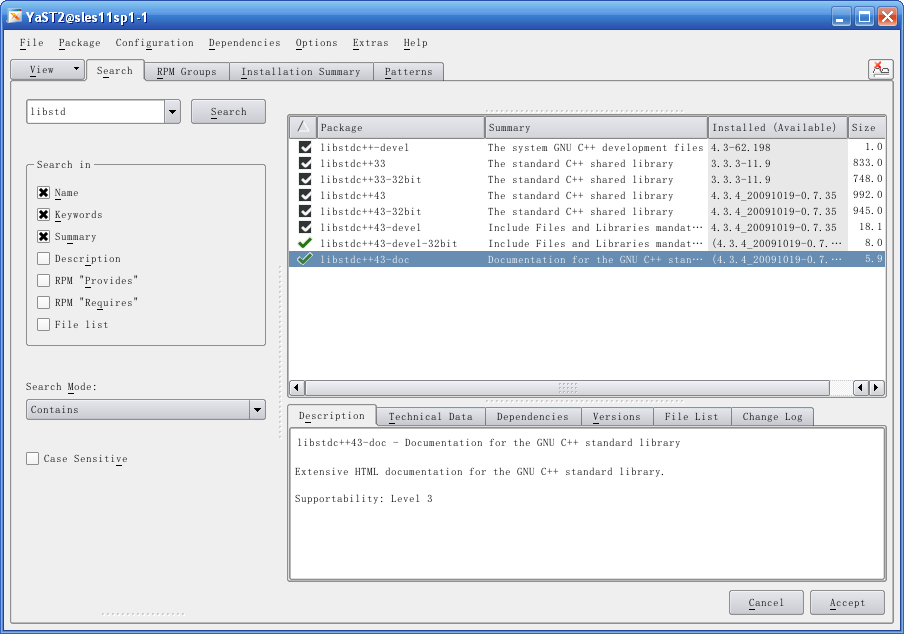 YaST2@sles11sp1-1
File Package Configuration Dependencies Options Extras Help
View Search RPM Groups Installation Summary Patterns
libstd Search
Search in
Name
Keywords
Summary
Description
RPM "Provides"
RPM "Requires"
File list
Search Mode:
Contains
Case Sensitive
Package Summary Installed (Available) Size
libstdc++-devel The system GNU C++ development files 4.3-62.198 1.0
libstdc++33 The standard C++ shared library 3.3.3-11.9 833.0
libstdc++33-32bit The standard C++ shared library 3.3.3-11.9 748.0
libstdc++43 The standard C++ shared library 4.3.4_20091019-0.7.35 992.0
libstdc++43-32bit The standard C++ shared library 4.3.4_20091019-0.7.35 945.0
libstdc++43-devel Include Files and Libraries mandat··· 4.3.4_20091019-0.7.35 18.1
libstdc++43-devel-32bit Include Files and Libraries mandat··· (4.3.4_20091019-0.7.··· 8.0
libstdc++43-doc Documentation for the GNU C++ stan··· (4.3.4_20091019-0.7.··· 5.9
Description Technical Data Dependencies Versions File List Change Log
libstdc++43-doc - Documentation for the GNU C++ standard library
Extensive HTML documentation for the GNU C++ standard library.
Supportability: Level 3
Cancel Accept